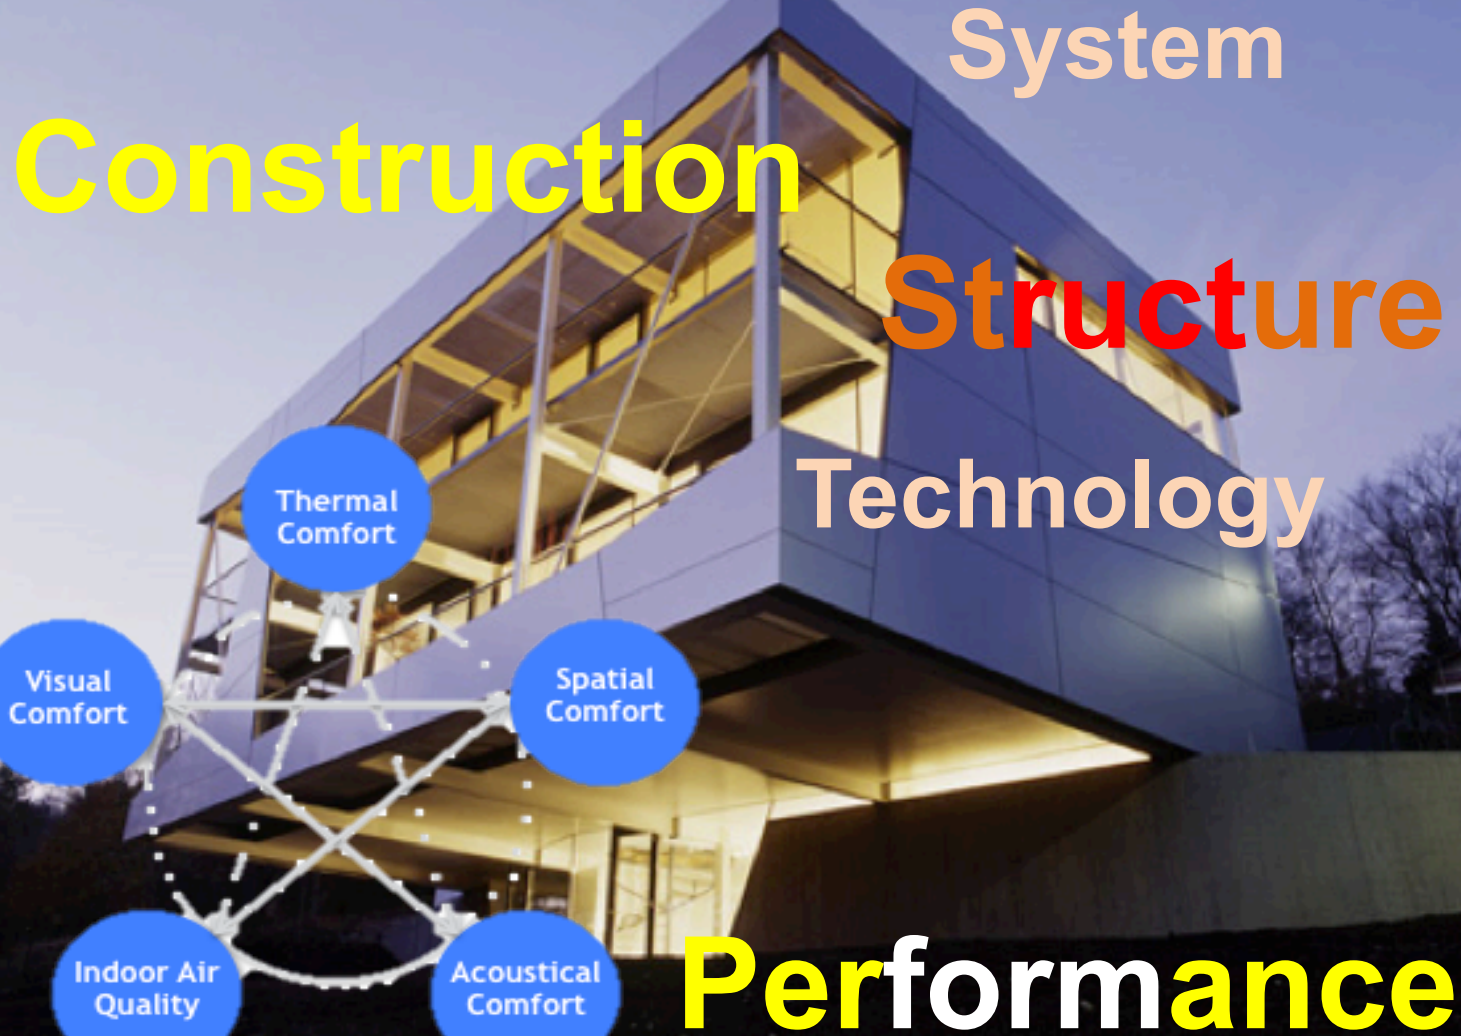 System
Construction
Structure
Technology
Thermal
Comfort
Visual
Comfort
Spatial
Comfort
Indoor Air
Quality
Acoustical
Comfort
Performance